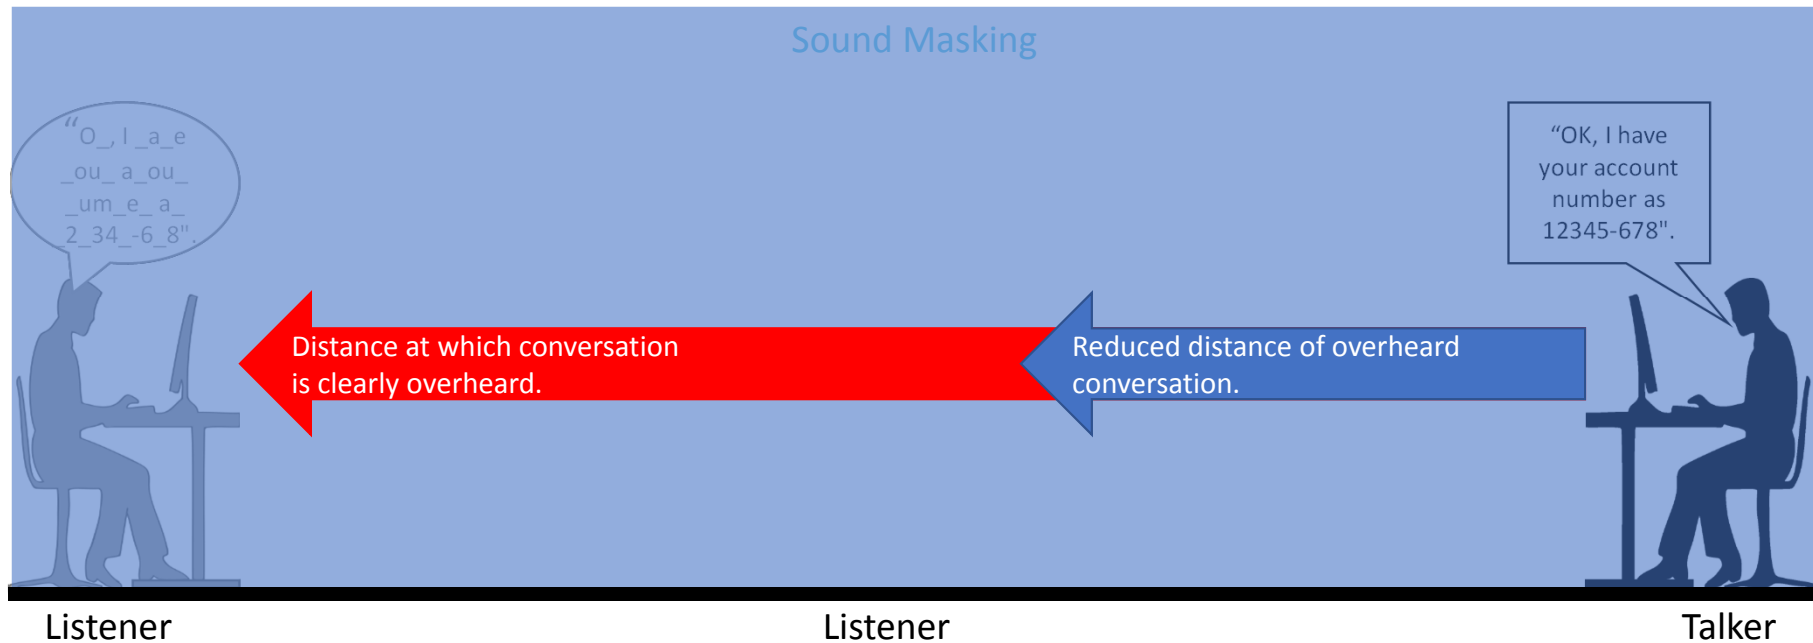 Sound Masking
“O_, I _a_e
_ou_ a_ou_
_um_e_ a_
_2_34_-6_8".
“OK, I have
your account
number as
12345-678".
Distance at which conversation
is clearly overheard.
Reduced distance of overheard
conversation.
Listener
Listener
Talker